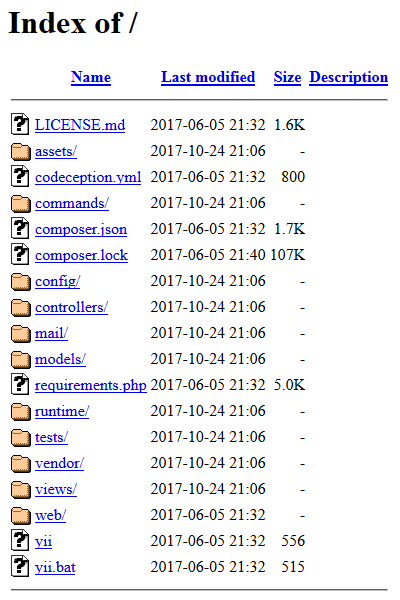 Index of /
Name Last modified Size Description
LICENSE.md 2017-06-05 21:32 1.6K
assets/ 2017-10-24 21:06 -
codeception.yml 2017-06-05 21:32 800
commands/ 2017-10-24 21:06 -
composer.json 2017-06-05 21:32 1.7K
composer.lock 2017-06-05 21:40 107K
config/ 2017-10-24 21:06 -
controllers/ 2017-10-24 21:06 -
mail/ 2017-10-24 21:06 -
models/ 2017-10-24 21:06 -
requirements.php 2017-06-05 21:32 5.0K
runtime/ 2017-10-24 21:06 -
tests/ 2017-10-24 21:06 -
vendor/ 2017-10-24 21:06 -
views/ 2017-10-24 21:06 -
web/ 2017-06-05 21:32 -
yii 2017-06-05 21:32 556
yii.bat 2017-06-05 21:32 515